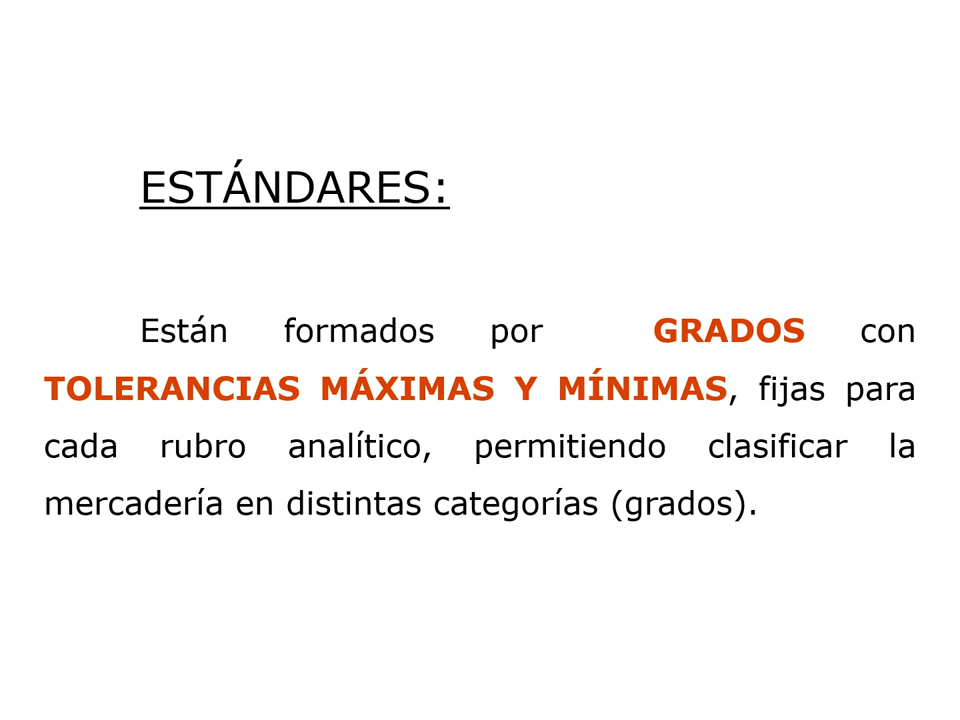 ESTÁNDARES:
Están formados por GRADOS con
TOLERANCIAS MÁXIMAS Y MÍNIMAS, fijas para
cada rubro analítico, permitiendo clasificar la
mercadería en distintas categorías (grados).